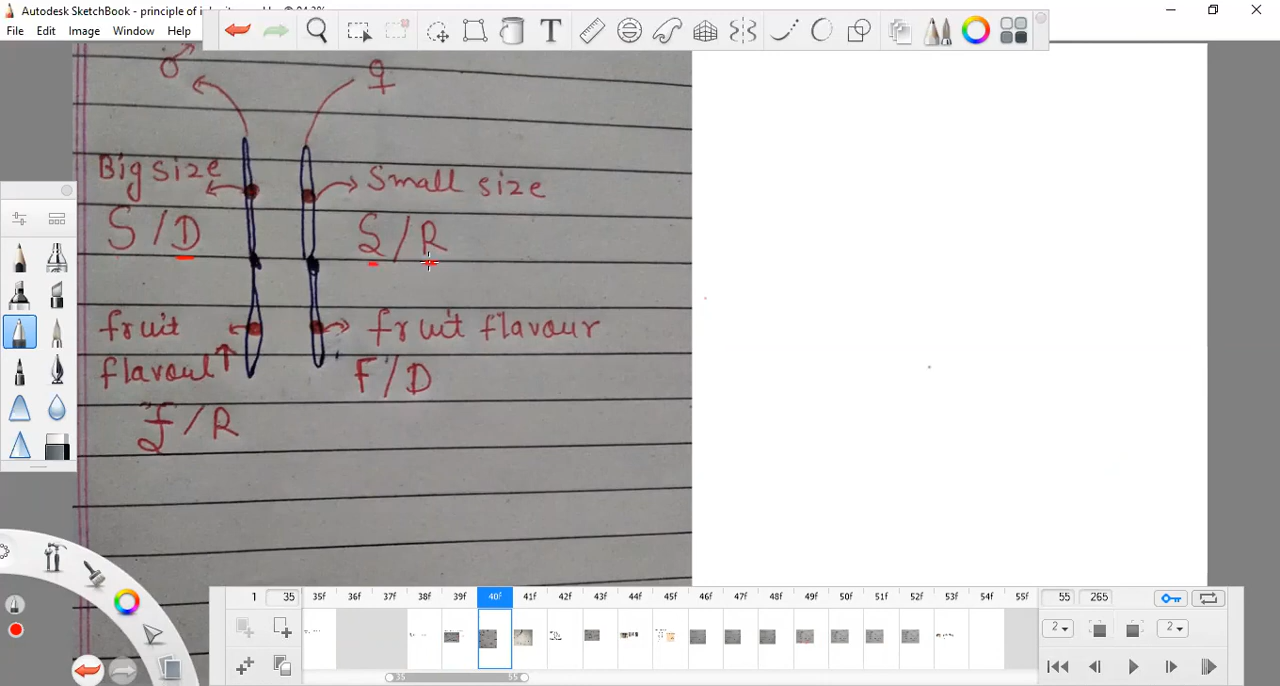 Autodesk SketchBook - principle of i
File Edit Image Window Help
♂ ♀
Big size
Small size
S/D
S/R
fruit
fruit flavour
flavour
F/D
f/R
1 35 35f 36f 37f 38f 39f 40f 41f 42f 43f 44f 45f 46f 47f 48f 49f 50f 51f 52f 53f 54f 55f 55 265
2 2
35 55